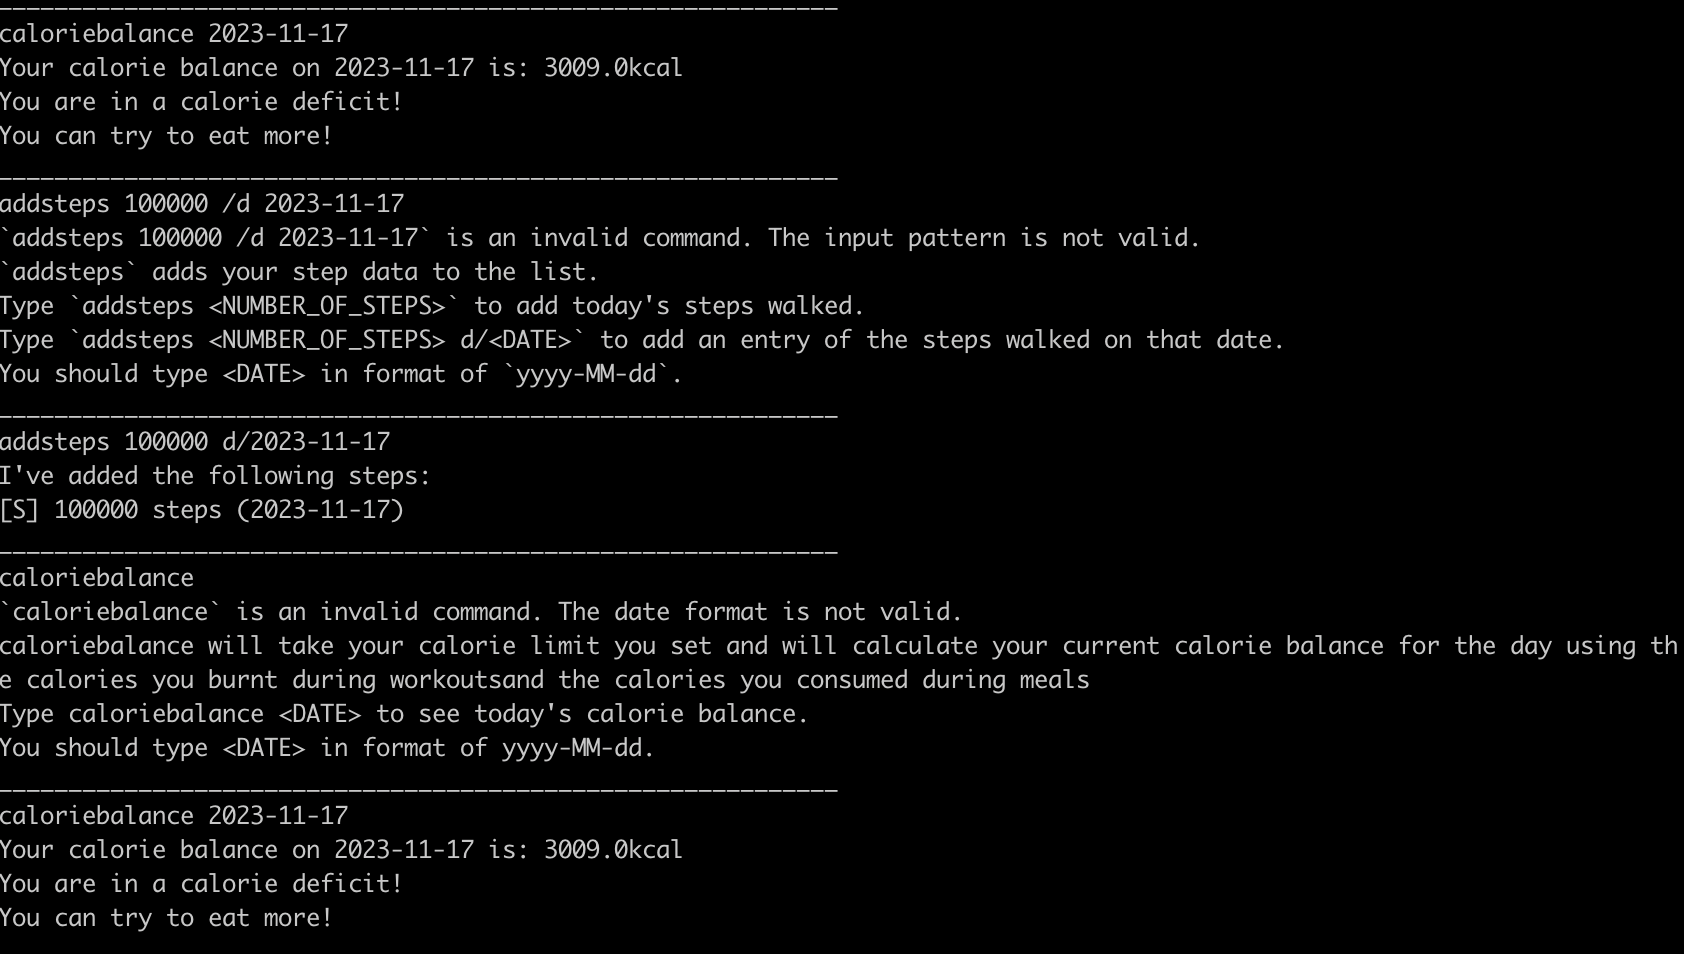 ____________________________________________________________
caloriebalance 2023-11-17
Your calorie balance on 2023-11-17 is: 3009.0kcal
You are in a calorie deficit!
You can try to eat more!
____________________________________________________________
addsteps 100000 /d 2023-11-17
`addsteps 100000 /d 2023-11-17` is an invalid command. The input pattern is not valid.
`addsteps` adds your step data to the list.
Type `addsteps <NUMBER_OF_STEPS>` to add today's steps walked.
Type `addsteps <NUMBER_OF_STEPS> d/<DATE>` to add an entry of the steps walked on that date.
You should type <DATE> in format of `yyyy-MM-dd`.
____________________________________________________________
addsteps 100000 d/2023-11-17
I've added the following steps:
[S] 100000 steps (2023-11-17)
____________________________________________________________
caloriebalance
`caloriebalance` is an invalid command. The date format is not valid.
caloriebalance will take your calorie limit you set and will calculate your current calorie balance for the day using th
e calories you burnt during workoutsand the calories you consumed during meals
Type caloriebalance <DATE> to see today's calorie balance.
You should type <DATE> in format of yyyy-MM-dd.
____________________________________________________________
caloriebalance 2023-11-17
Your calorie balance on 2023-11-17 is: 3009.0kcal
You are in a calorie deficit!
You can try to eat more!